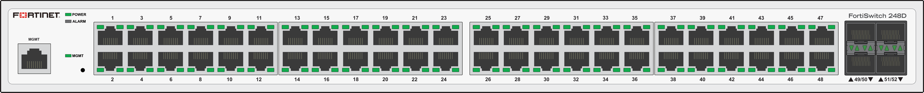 FORTINET
POWER
ALARM
MGMT
MGMT
1 3 5 7 9 11 13 15 17 19 21 23 25 27 29 31 33 35 37 39 41 43 45 47
2 4 6 8 10 12 14 16 18 20 22 24 26 28 30 32 34 36 38 40 42 44 46 48
FortiSwitch 248D
▲49/50▼ ▲51/52▼